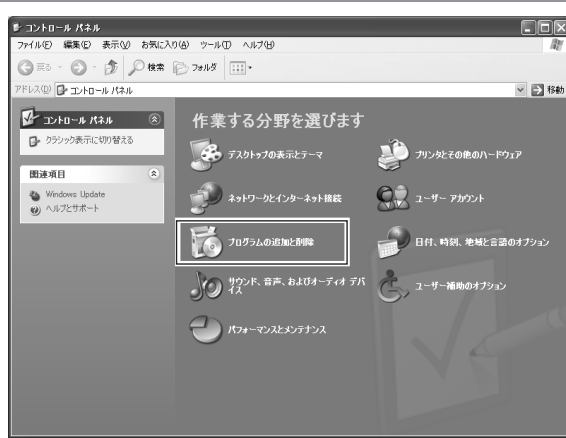 コントロール パネル
ファイル(F) 編集(E) 表示(V) お気に入り(A) ツール(T) ヘルプ(H)
戻る 検索 フォルダ
アドレス(D) コントロール パネル 移動
コントロール パネル
クラシック表示に切り替える
関連項目
Windows Update
ヘルプとサポート
作業する分野を選びます
デスクトップの表示とテーマ
プリンタとその他のハードウェア
ネットワークとインターネット接続
ユーザー アカウント
プログラムの追加と削除
日付、時刻、地域と言語のオプション
サウンド、音声、およびオーディオ デバ
イス
ユーザー補助のオプション
パフォーマンスとメンテナンス